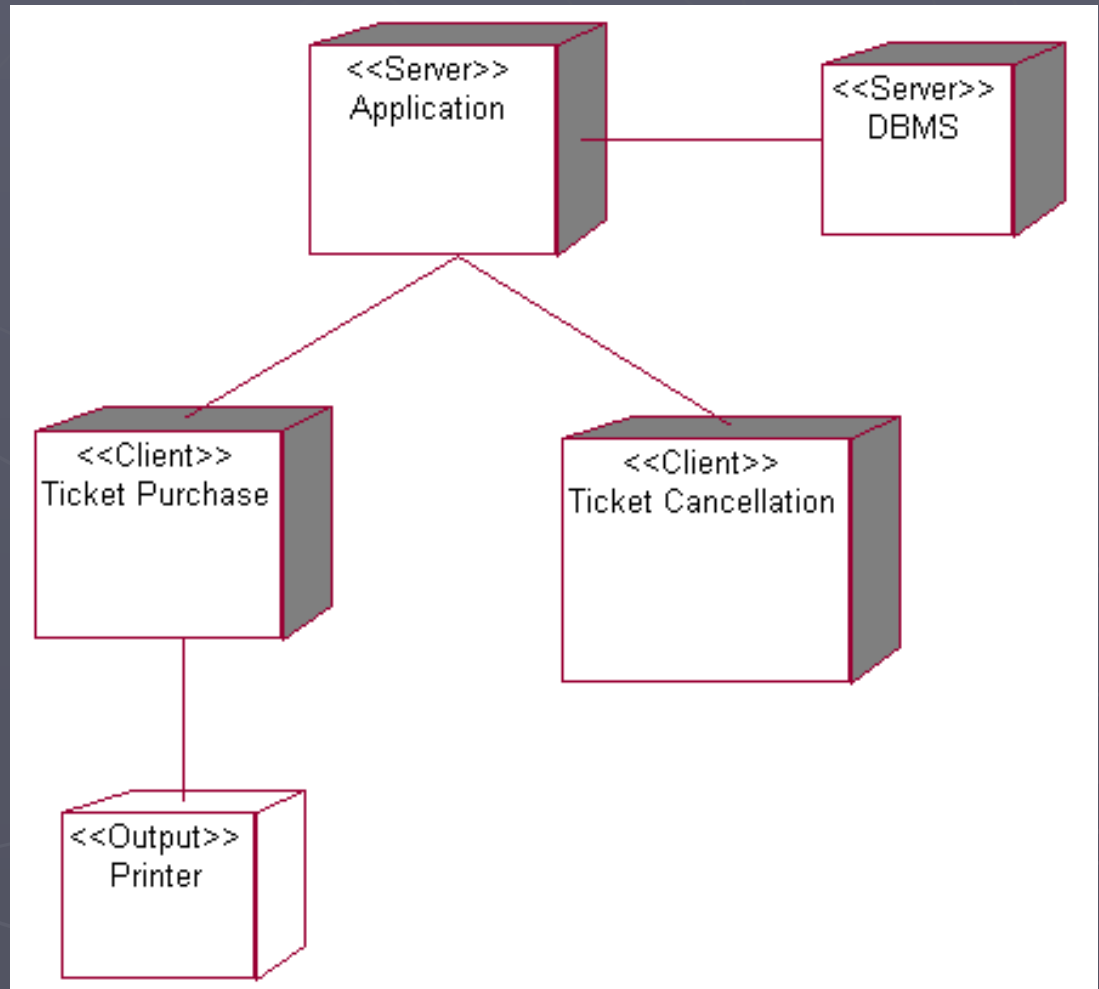 <<Server>>
Application
<<Server>>
DBMS
<<Client>>
Ticket Purchase
<<Client>>
Ticket Cancellation
<<Output>>
Printer